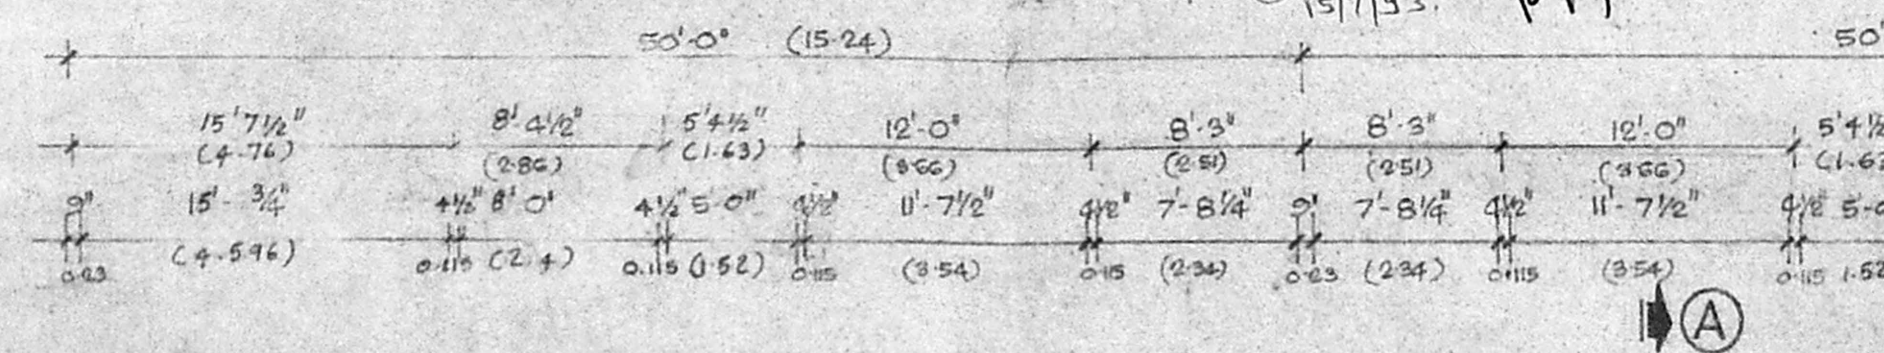 15/7/93.
50'-0" (15.24) 50'
15'7½" 8'4½" 5'4½" 12'-0" 8'-3" 8'-3" 12'-0" 5'4½
(4.76) (2.86) (1.63) (3.66) (2.51) (2.51) (3.66) (1.63
9" 15'-¾" 4½" 8'0" 4½" 5-0" 4½" 11'-7½" 4½" 7'-8¼" 9" 7'-8¼" 4½" 11'-7½" 4½" 5-0
0.23 (4.596) 0.115 (2.4) 0.115 (1.52) 0.115 (3.54) 0.115 (2.34) 0.23 (2.34) 0.115 (3.54) 0.115 1.52
A